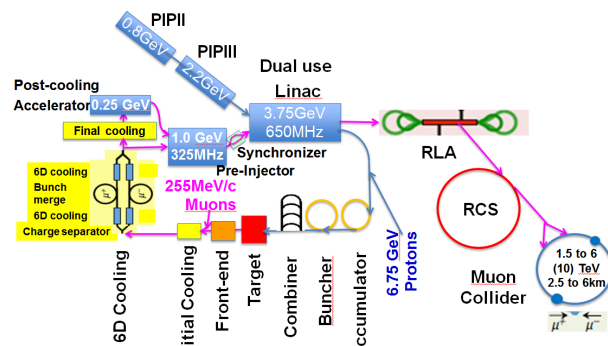 PIPII
0.8GeV
PIPIII
2.2GeV
Dual use
Linac
3.75GeV
650MHz
Post-cooling
Accelerator
0.25 GeV
Final cooling
1.0 GeV
325MHz
Synchronizer
Pre-Injector
RLA
6D cooling
Bunch
merge
6D cooling
Charge separator
μ+
μ-
255MeV/c
Muons
RCS
6D Cooling
itial Cooling
Front-end
Target
Combiner
Buncher
ccumulator
6.75 GeV
Protons
Muon
Collider
1.5 to 6
(10) TeV
2.5 to 6km
μ+ μ−